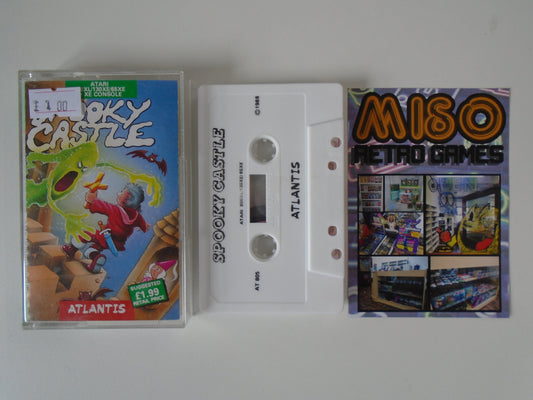 ATARI
XL/130XE/65XE
XE CONSOLE
£1.00
SPOOKY
CASTLE
SUGGESTED
£1.99
RETAIL PRICE
ATLANTIS
SPOOKY CASTLE
ATARI
ATLANTIS
AT 805
MISO
RETRO GAMES